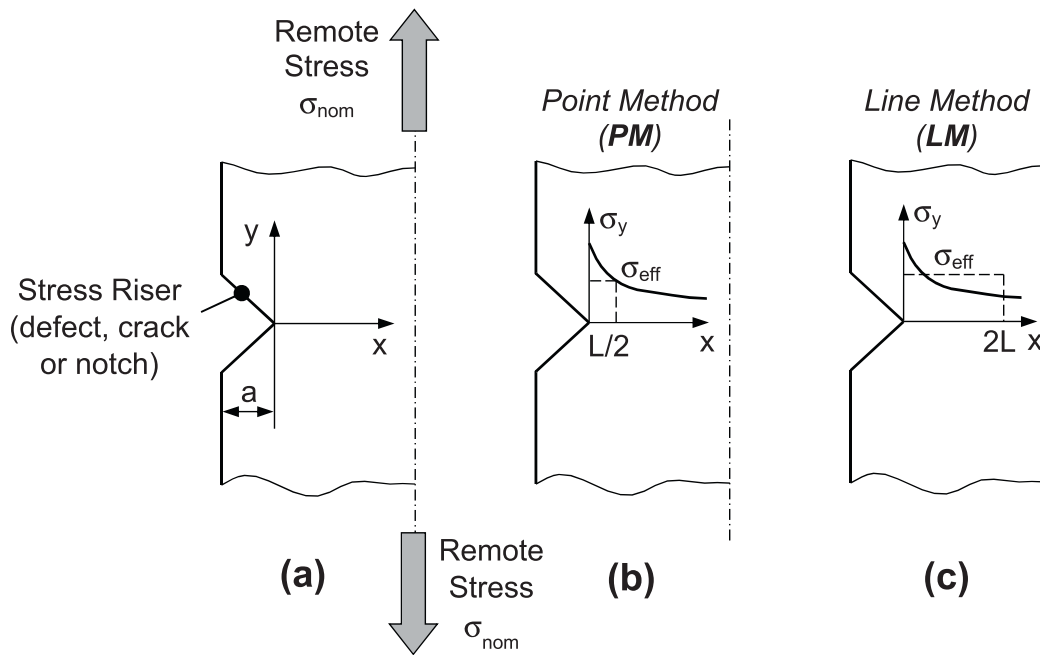 Remote
Stress
σnom
Point Method
(PM)
Line Method
(LM)
y
x
Stress Riser
(defect, crack
or notch)
a
σy
σeff
L/2
x
σy
σeff
2L
x
Remote
Stress
σnom
(a)
(b)
(c)